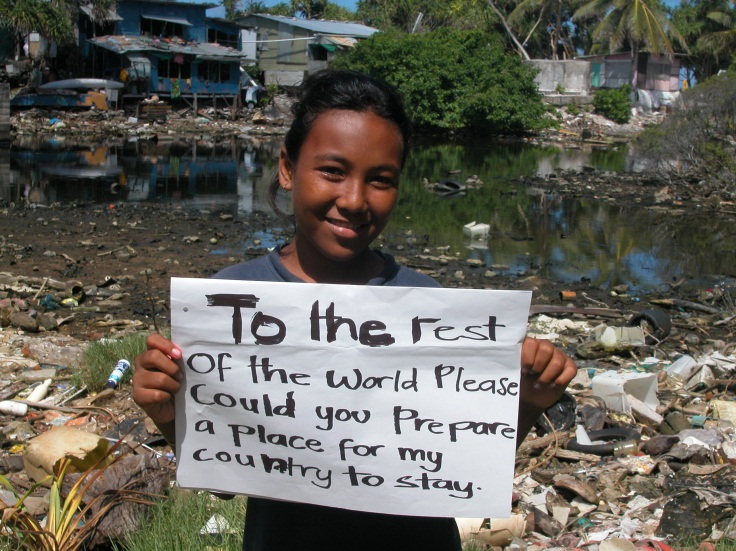 To the rest
Of the World Please
Could you Prepare
a Place for my
country to stay.